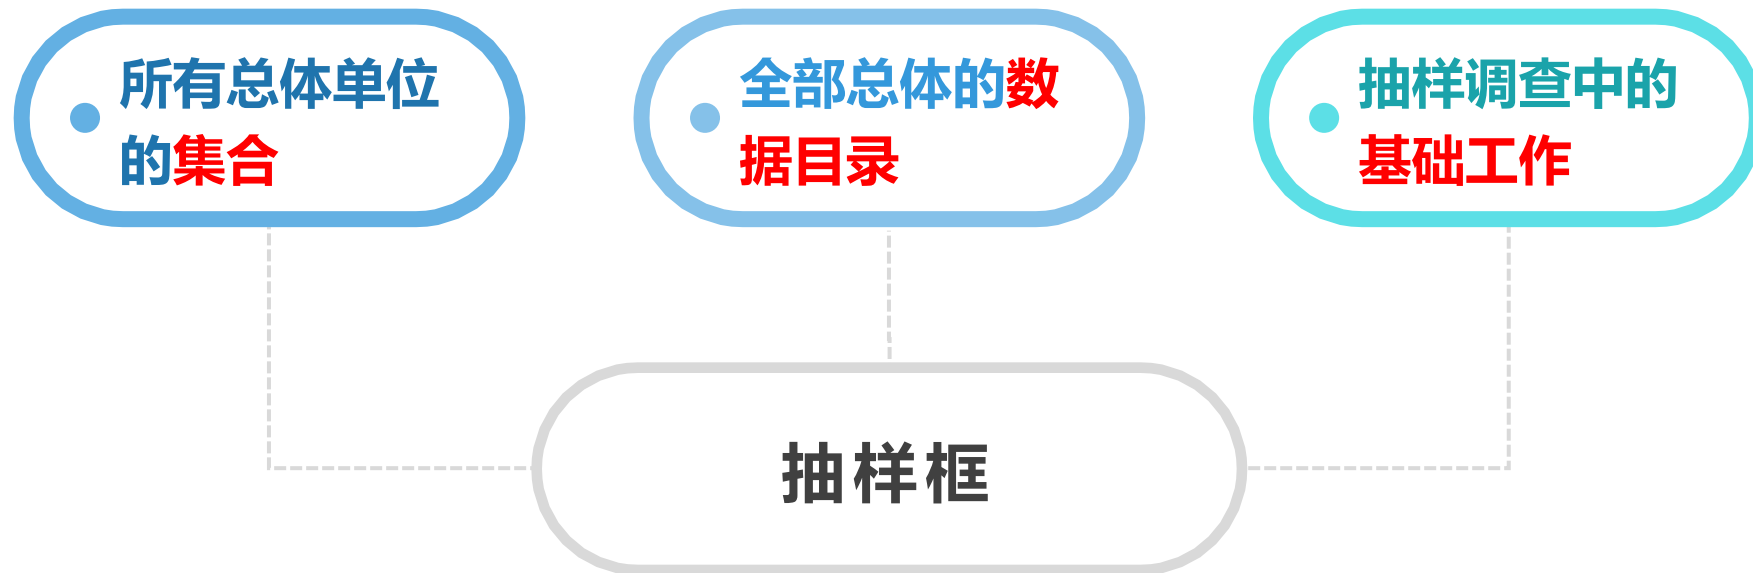 所有总体单位
的集合
全部总体的数
据目录
抽样调查中的
基础工作
抽样框